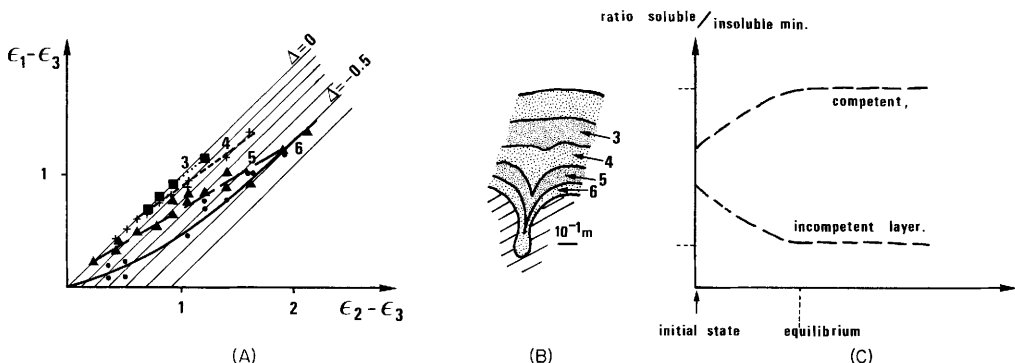 ϵ₁−ϵ₃
1
1
2
ϵ₂−ϵ₃
Δ=0
Δ=-0.5
3
4
5
6
(A)
3
4
5
6
10⁻¹m
(B)
ratio soluble / insoluble min.
competent,
incompetent layer.
initial state
equilibrium
(C)